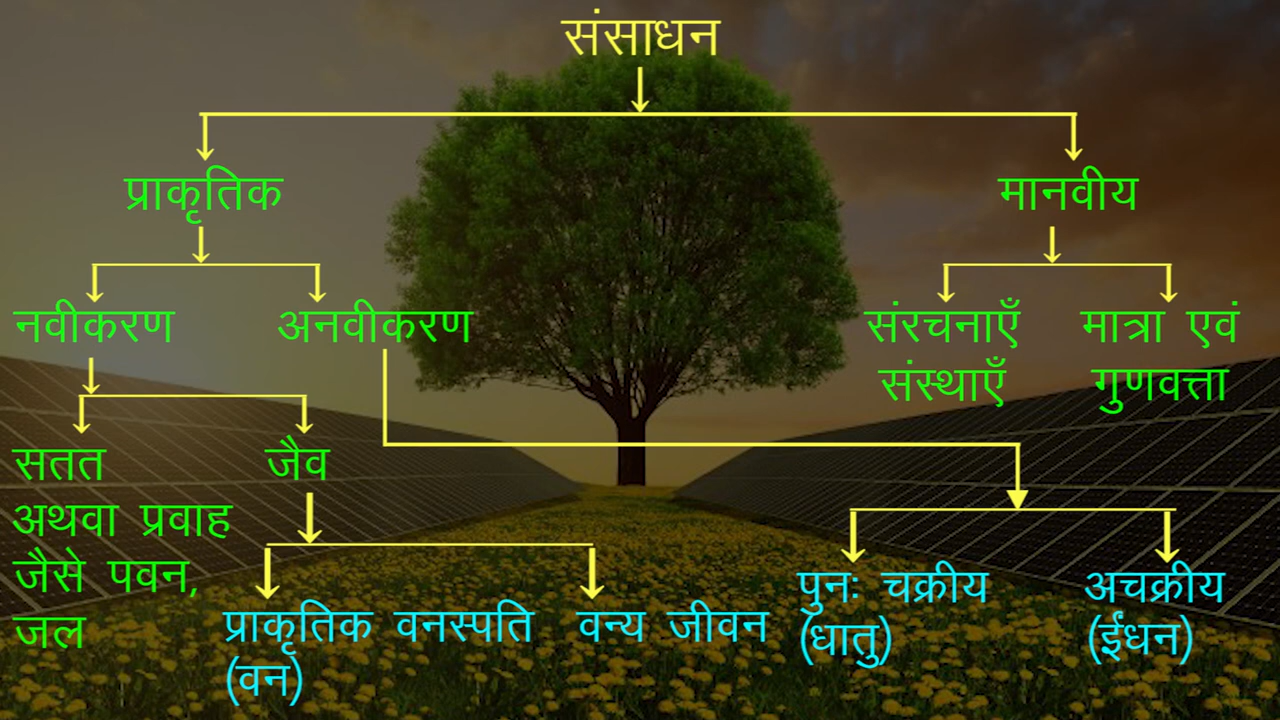 संसाधन
प्राकृतिक
मानवीय
नवीकरण
अनवीकरण
संरचनाएँ
संस्थाएँ
मात्रा एवं
गुणवत्ता
सतत
अथवा प्रवाह
जैसे पवन,
जल
जैव
प्राकृतिक वनस्पति
(वन)
वन्य जीवन
पुनः चक्रीय
(धातु)
अचक्रीय
(ईंधन)